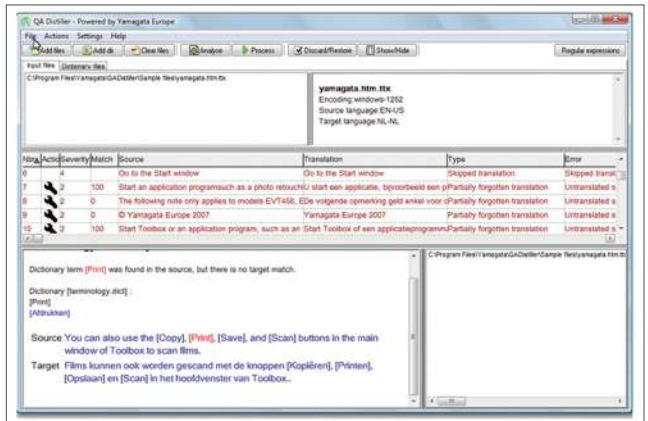 QA Distiller - Powered by Yamagata Europe
File Actions Settings Help
Add files Add dir Clear files Analyse Process Discard/Restore Show/Hide Regular expressions
Input files Dictionary files
C:\Program Files\Yamagata\QADistiller\Sample files\yamagata.htm.ttx
yamagata.htm.ttx
Encoding:windows-1252
Source language:EN-US
Target language:NL-NL
Severity Match Source Translation Type Error
6 4 Go to the Start window Go to the Start window Skipped translation Skipped transl
7 2 100 Start an application programsuch as a photo retouchi U start een applicatie, bijvoorbeeld een p Partially forgotten translation Untranslated s
8 2 0 The following note only applies to models EVT456, E De volgende opmerking geld enkel voor d Partially forgotten translation Untranslated s
9 2 0 © Yamagata Europe 2007 Yamagata Europe 2007 Partially forgotten translation Untranslated s
10 2 100 Start Toolbox or an application program, such as an Start Toolbox of een applicatieprogramm Partially forgotten translation Untranslated s
Dictionary term [Print] was found in the source, but there is no target match.
Dictionary [terminology.dict] :
[Print]
[Afdrukken]
Source You can also use the [Copy], [Print], [Save], and [Scan] buttons in the main
window of Toolbox to scan films.
Target Films kunnen ook worden gescand met de knoppen [Kopiëren], [Printen],
[Opslaan] en [Scan] in het hoofdvenster van Toolbox..
C:\Program Files\Yamagata\QADistiller\Sample files\yamagata.htm.tt